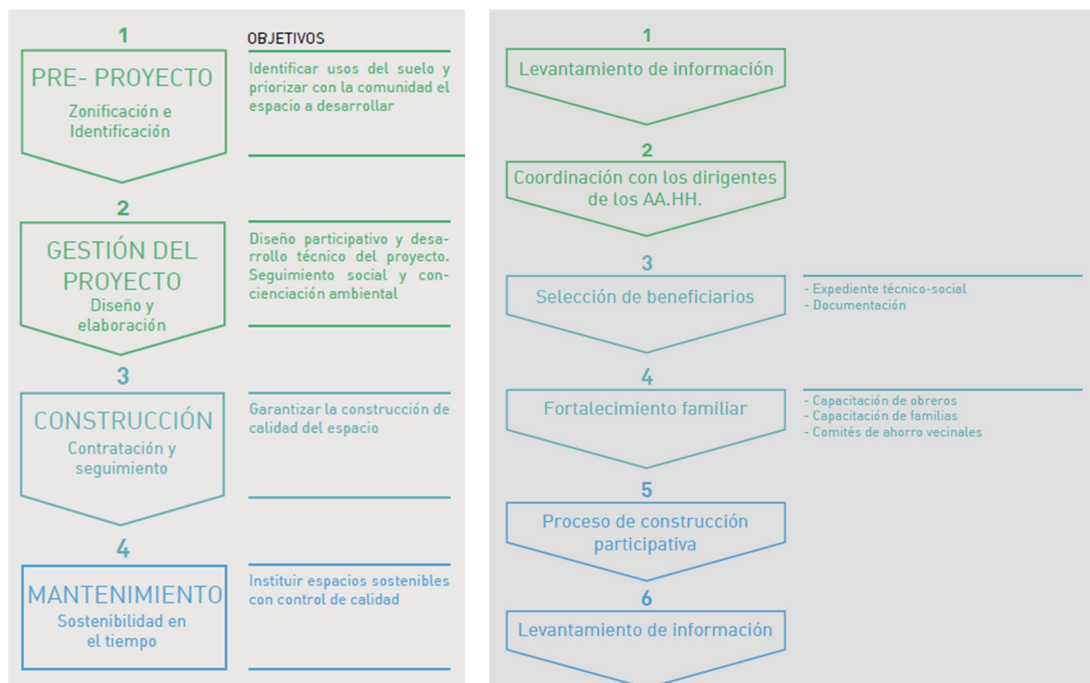 1
PRE- PROYECTO
Zonificación e
Identificación
OBJETIVOS
Identificar usos del suelo y
priorizar con la comunidad el
espacio a desarrollar
2
GESTIÓN DEL
PROYECTO
Diseño y
elaboración
Diseño participativo y desa-
rrollo técnico del proyecto.
Seguimiento social y con-
cienciación ambiental
3
CONSTRUCCIÓN
Contratación y
seguimiento
Garantizar la construcción de
calidad del espacio
4
MANTENIMIENTO
Sostenibilidad en
el tiempo
Instituir espacios sostenibles
con control de calidad
1
Levantamiento de información
2
Coordinación con los dirigentes
de los AA.HH.
3
Selección de beneficiarios
- Expediente técnico-social
- Documentación
4
Fortalecimiento familiar
- Capacitación de obreros
- Capacitación de familias
- Comités de ahorro vecinales
5
Proceso de construcción
participativa
6
Levantamiento de información